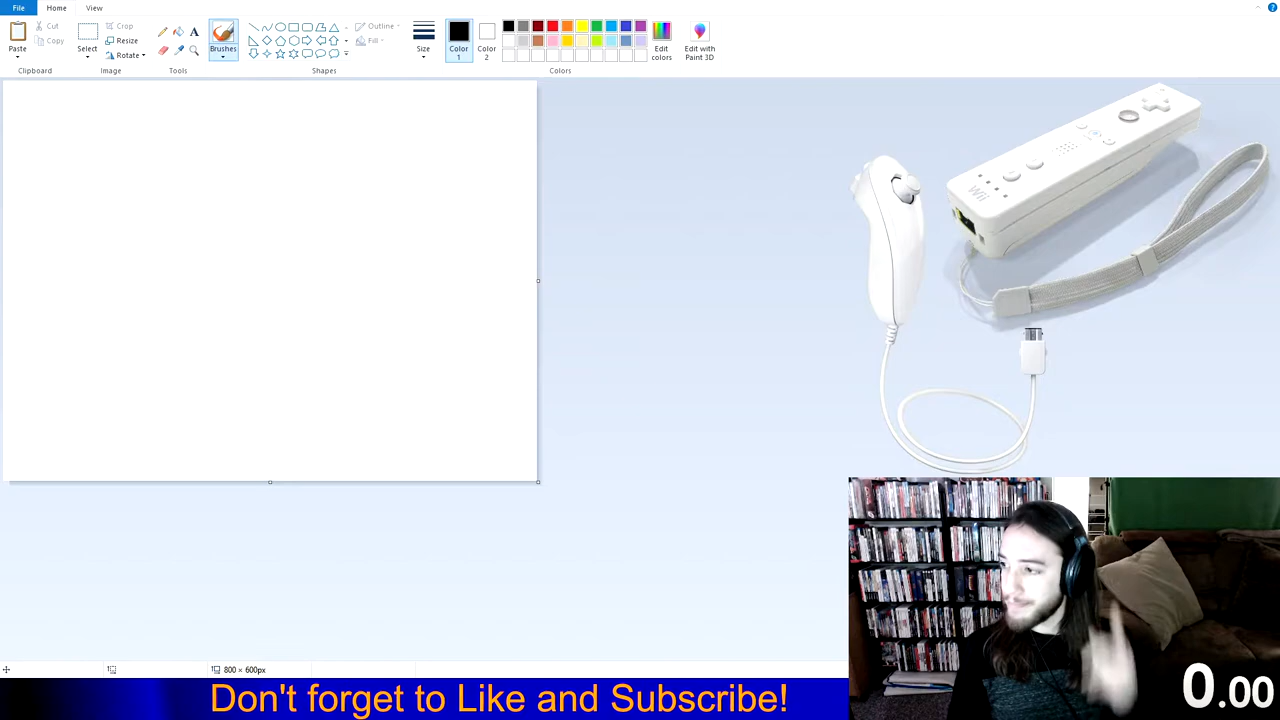 File Home View
Paste
Cut
Copy
Clipboard
Select
Crop
Resize
Rotate
Image
A
Tools
Brushes
Outline
Fill
Shapes
Size
Color
1
Color
2
Edit
colors
Edit with
Paint 3D
Colors
Wii
800 × 600px
Don't forget to Like and Subscribe!
0.00